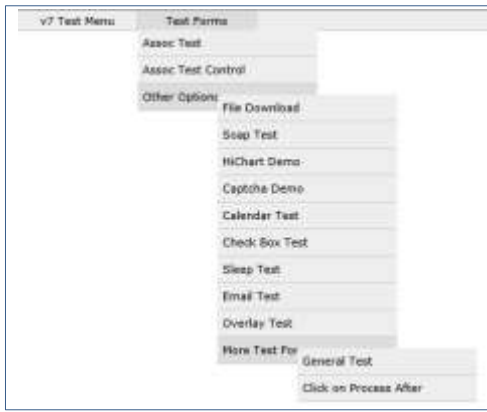 v7 Test Menu Test Forms
Assoc Test
Assoc Test Control
Other Options
File Download
Soap Test
HiChart Demo
Captcha Demo
Calendar Test
Check Box Test
Sleep Test
Email Test
Overlay Test
More Test For
General Test
Click on Process After